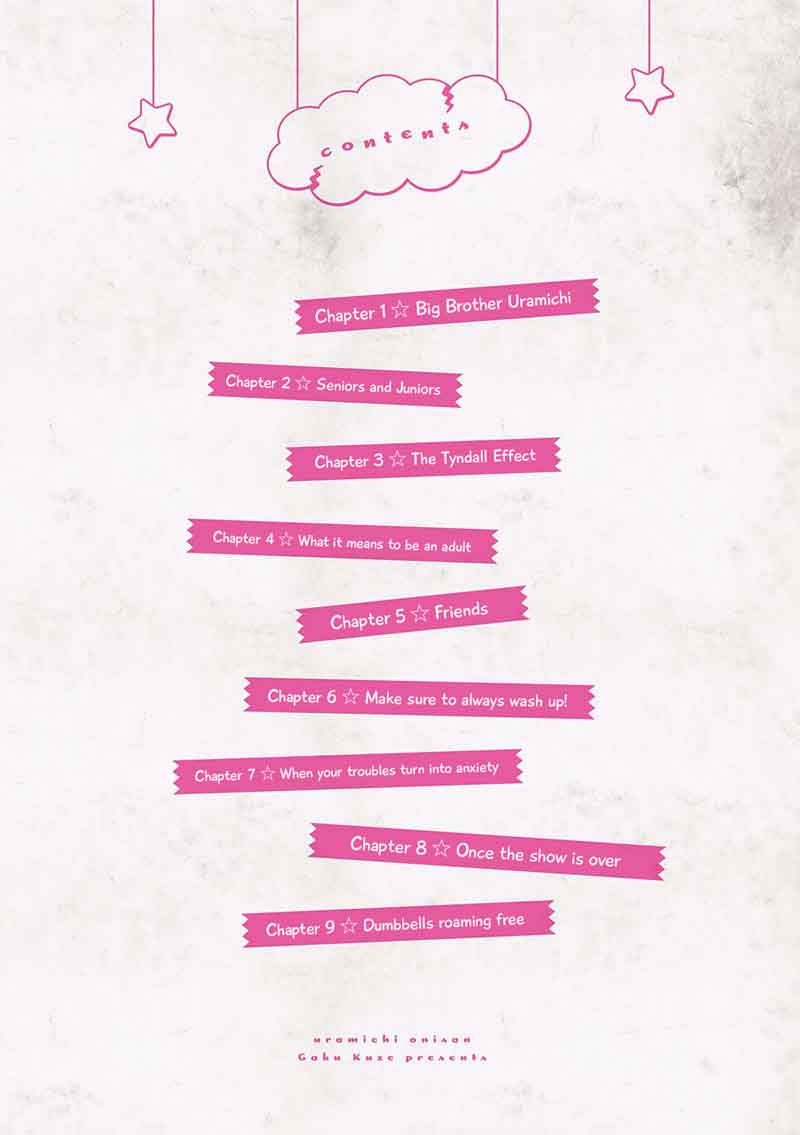 contents
Chapter 1 ☆ Big Brother Uramichi
Chapter 2 ☆ Seniors and Juniors
Chapter 3 ☆ The Tyndall Effect
Chapter 4 ☆ What it means to be an adult
Chapter 5 ☆ Friends
Chapter 6 ☆ Make sure to always wash up!
Chapter 7 ☆ When your troubles turn into anxiety
Chapter 8 ☆ Once the show is over
Chapter 9 ☆ Dumbbells roaming free
uramichi onisan
Gaku Kuze presents